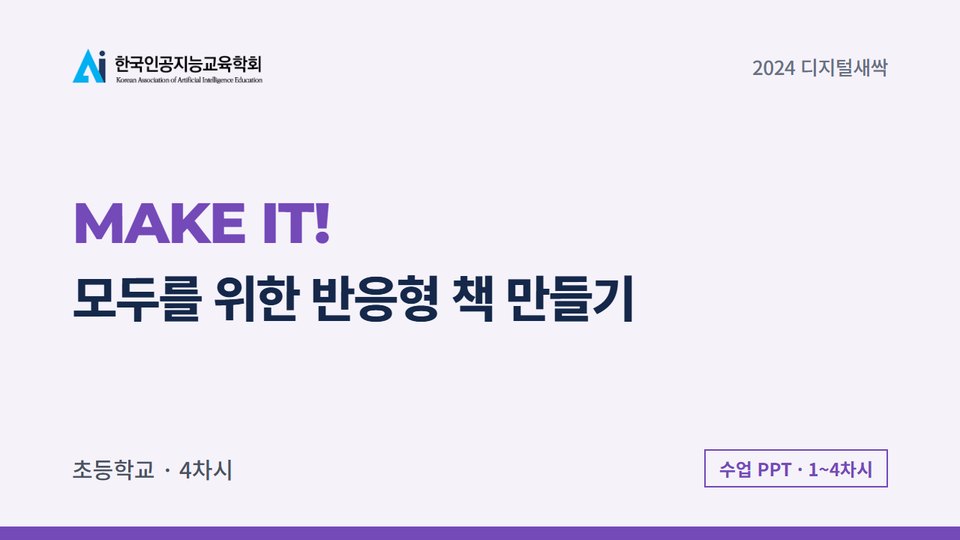 한국인공지능교육학회
Korean Association of Artificial Intelligence Education
2024 디지털새싹
MAKE IT!
모두를 위한 반응형 책 만들기
초등학교 · 4차시
수업 PPT · 1~4차시